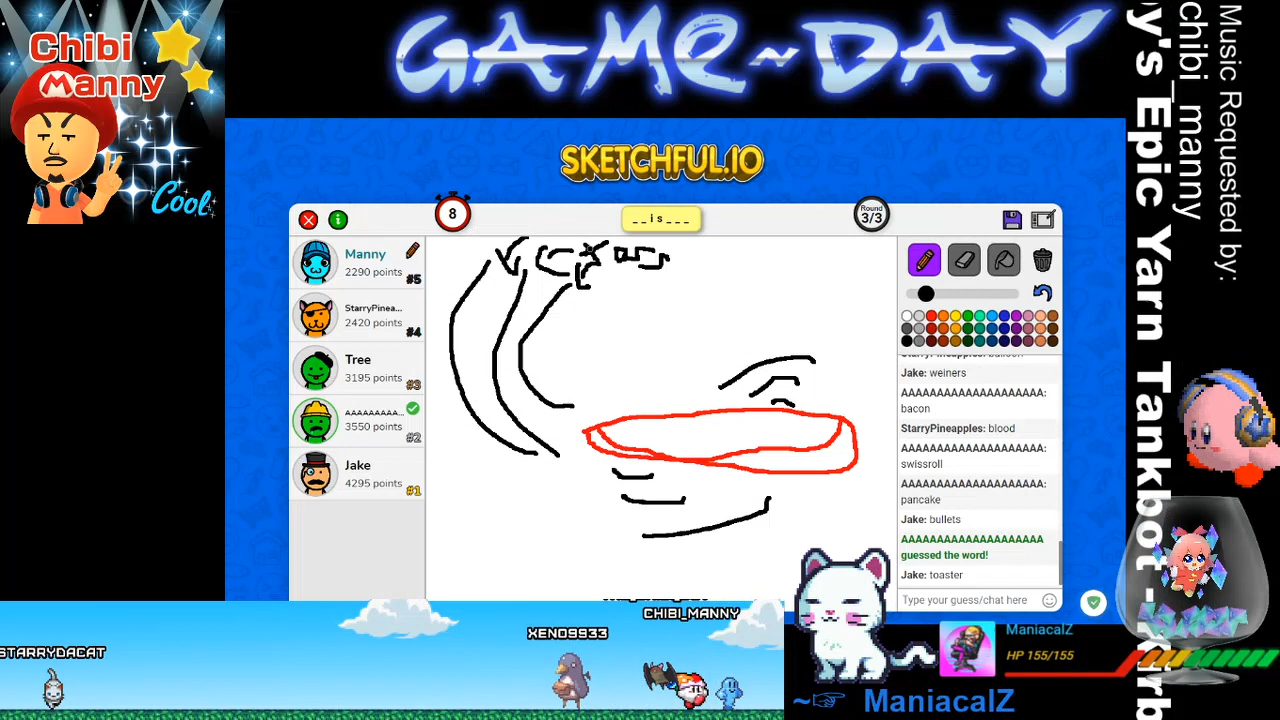 Chibi
Manny
Cool
GAME~DAY
Music Requested by:
chibi_manny
y's Epic Yarn Tankbot - Kirb
SKETCHFUL.IO
8
_ _ i s _ _ _
Round
3/3
Manny
2290 points
#5
StarryPinea...
2420 points
#4
Tree
3195 points
#3
AAAAAAAAA...
3550 points
#2
Jake
4295 points
#1
Jake: weiners
AAAAAAAAAAAAAAAAAAAA:
bacon
StarryPineapples: blood
AAAAAAAAAAAAAAAAAAAA:
swissroll
AAAAAAAAAAAAAAAAAAAA:
pancake
Jake: bullets
AAAAAAAAAAAAAAAAAAAA
guessed the word!
Jake: toaster
Type your guess/chat here
STARRYDACAT
XENO9933
CHIBI_MANNY
ManiacalZ
HP 155/155
~☞ ManiacalZ